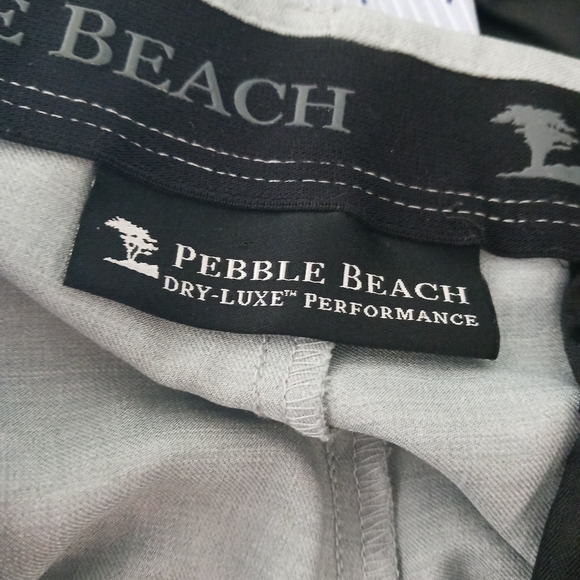 E BEACH
PEBBLE BEACH
DRY-LUXE™ PERFORMANCE